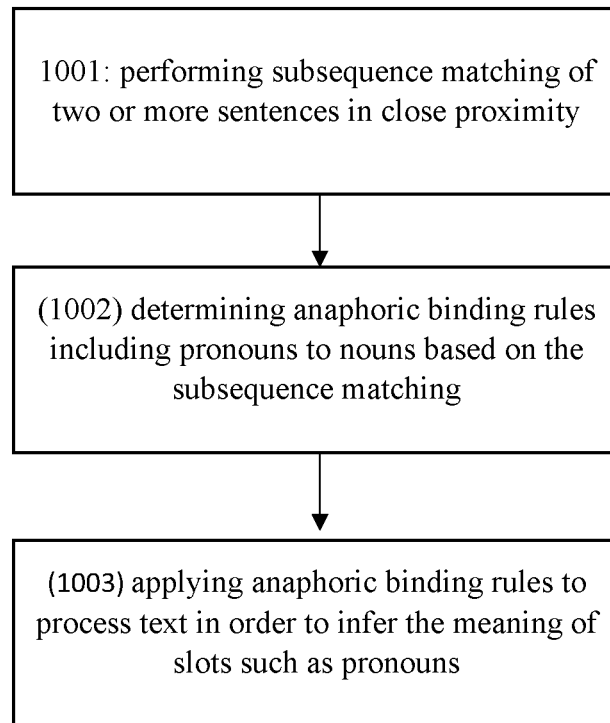 1001: performing subsequence matching of
two or more sentences in close proximity
(1002) determining anaphoric binding rules
including pronouns to nouns based on the
subsequence matching
(1003) applying anaphoric binding rules to
process text in order to infer the meaning of
slots such as pronouns